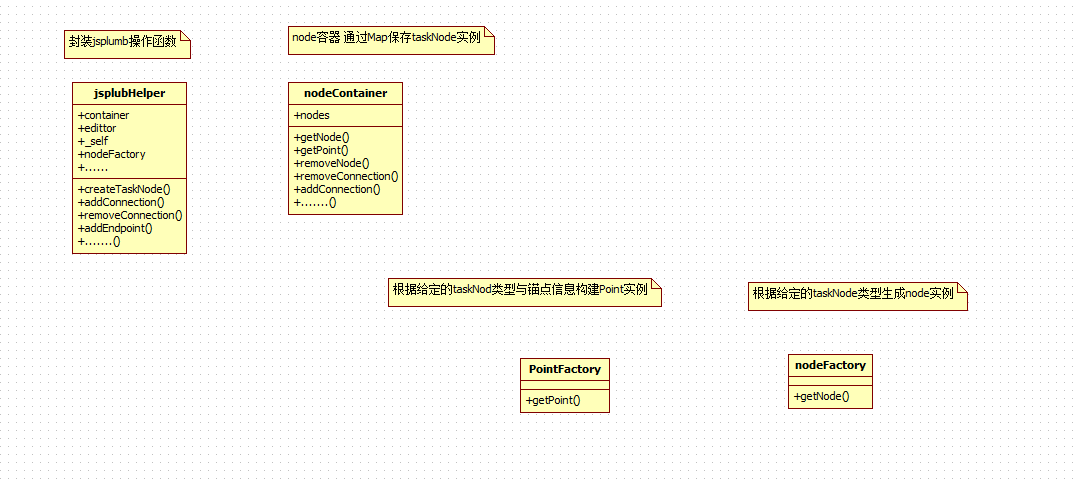 封装jsplumb操作函数
node容器 通过Map保存taskNode实例
jsplubHelper
+container
+edittor
+_self
+nodeFactory
+......
+createTaskNode()
+addConnection()
+removeConnection()
+addEndpoint()
+.......()
nodeContainer
+nodes
+getNode()
+getPoint()
+removeNode()
+removeConnection()
+addConnection()
+.......()
根据给定的taskNod类型与锚点信息构建Point实例
根据给定的taskNode类型生成node实例
PointFactory
+getPoint()
nodeFactory
+getNode()